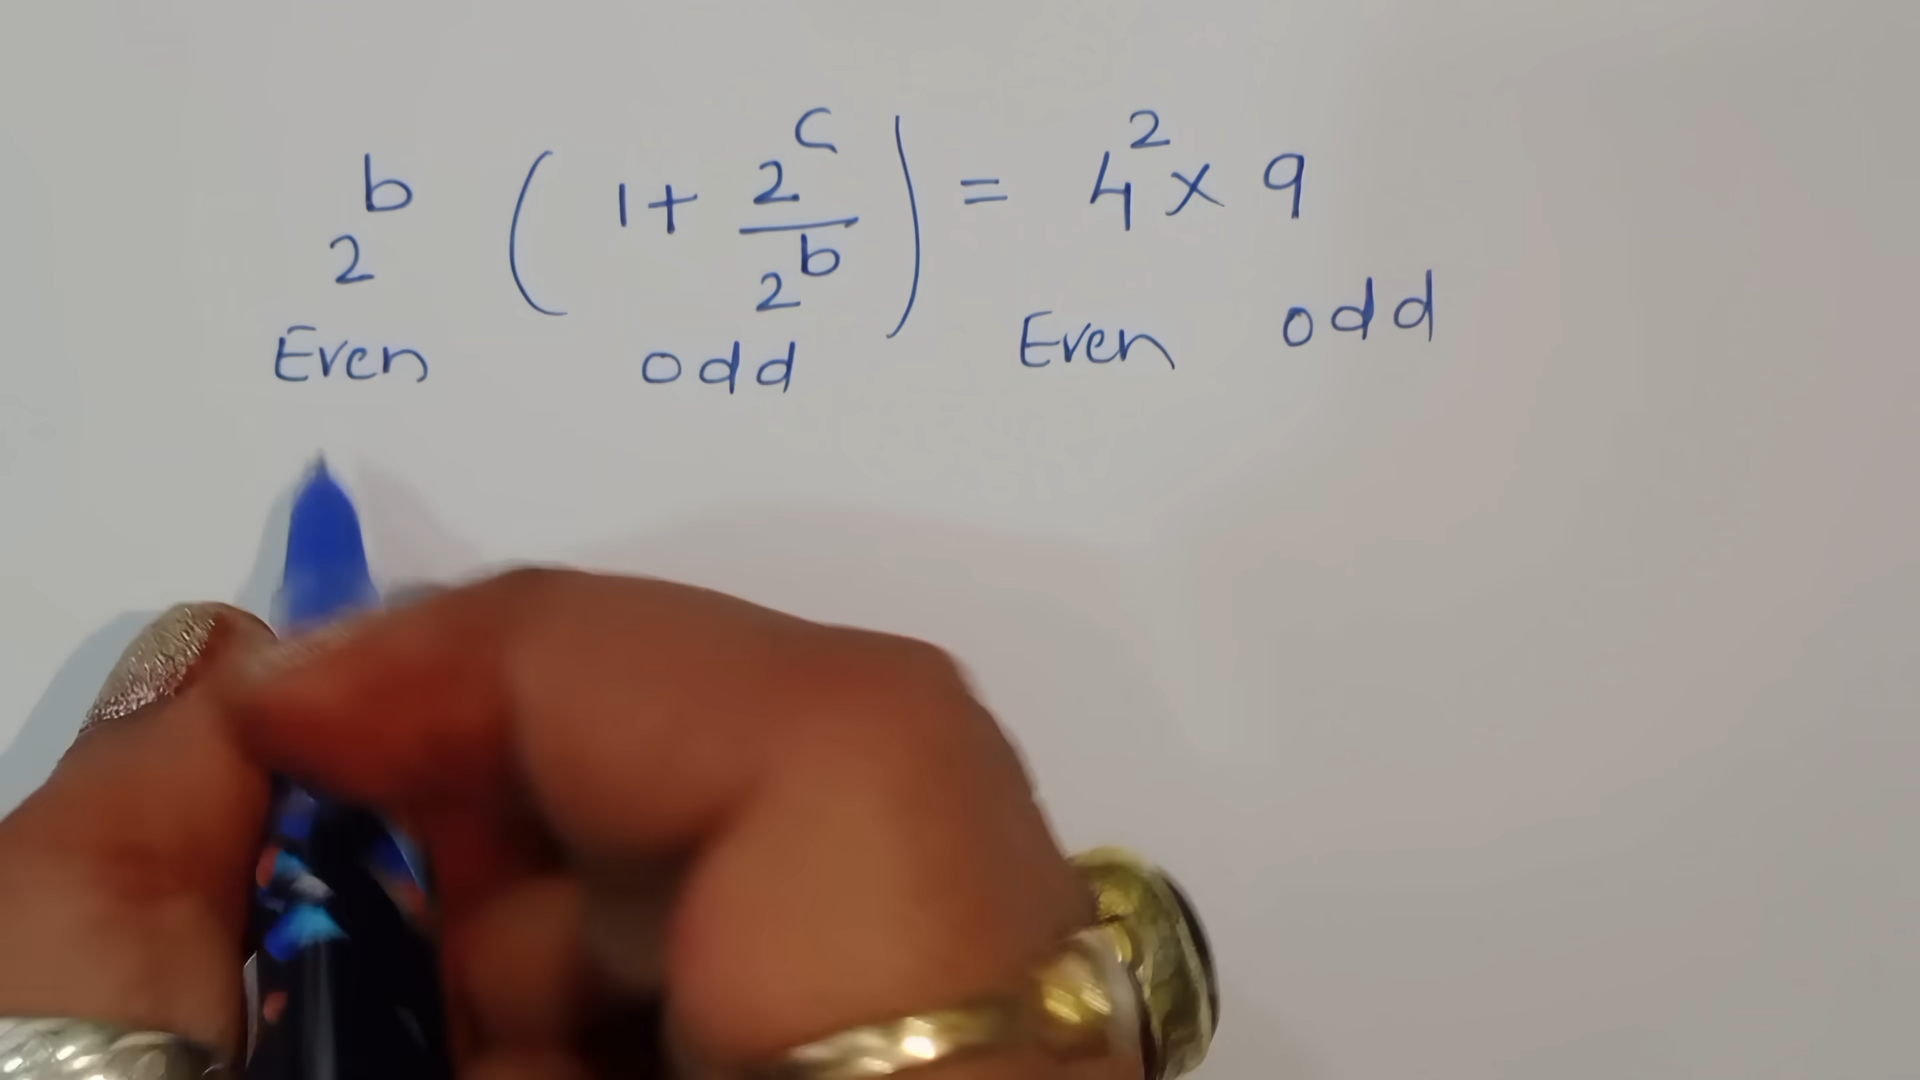 2^b ( 1 + 2^c / 2^b ) = 4^2 × 9
Even odd Even odd